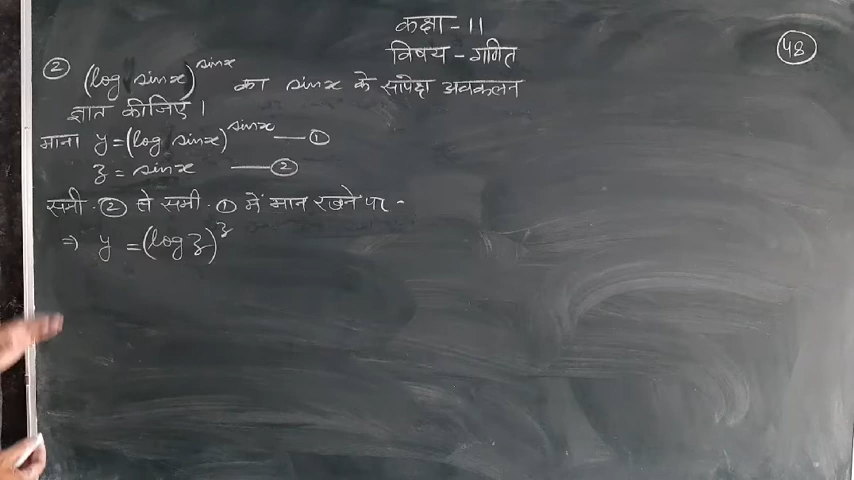 कक्षा - 11
विषय - गणित
48
② (log sinx)^sinx का sinx के सापेक्ष अवकलन
ज्ञात कीजिए ।
माना y = (log sinx)^sinx —— ①
z = sinx —— ②
समी. ② से समी. ① में मान रखने पर -
⇒ y = (log z)^z